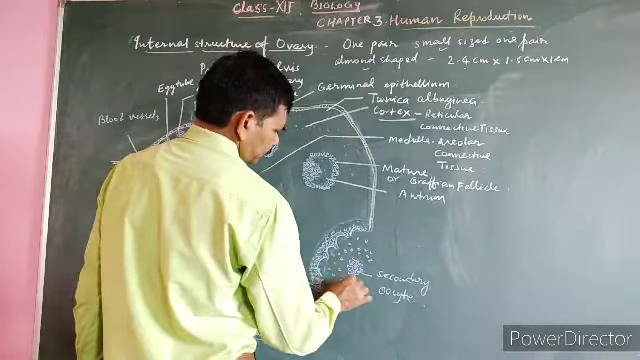 Class-XII Biology
CHAPTER 3. Human Reproduction
Internal structure of Ovary - One pair small sized one pair
almond shaped - 2.4cm x 1.5cm x 1cm
Egg tube
Blood vessels
Germinal epithellium
Tunica albuginea
Cortex - Reticular
connective Tissue
Medulla. areolar
connective
Tissue
Mature
or Graffian Follicle
Antrum
Secondary
Oocyte
PowerDirector